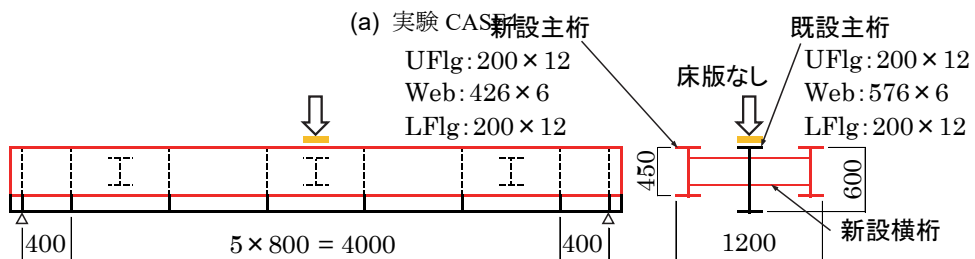 (a) 実験 CASE4
新設主桁
UFlg:200×12
Web:426×6
LFlg:200×12
床版なし
既設主桁
UFlg:200×12
Web:576×6
LFlg:200×12
450
600
新設横桁
400
5×800 = 4000
400
1200